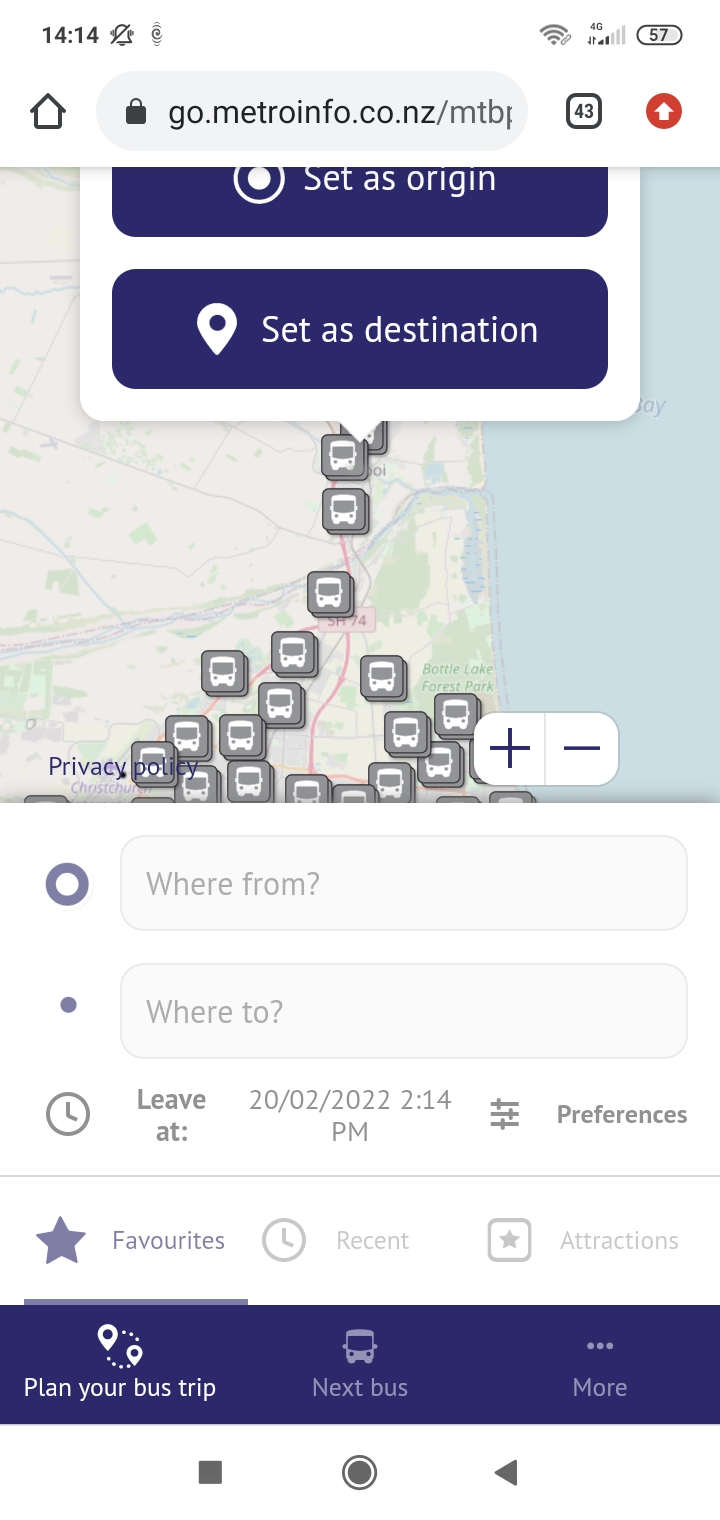 14:14
4G
57
go.metroinfo.co.nz/mtbp
43
Set as origin
Set as destination
Bay
SH 74
Bottle Lake
Forest Park
Privacy policy
Christchurch
Where from?
Where to?
Leave at:
20/02/2022 2:14 PM
Preferences
Favourites
Recent
Attractions
Plan your bus trip
Next bus
More